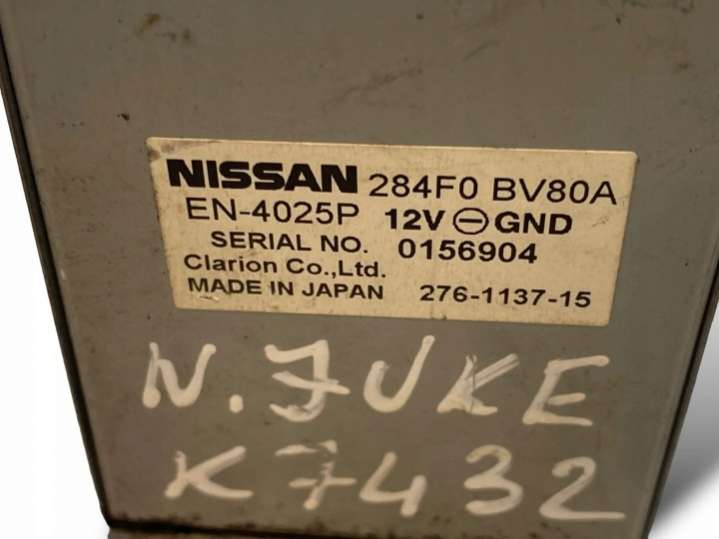 NISSAN 284F0 BV80A
EN-4025P 12V ⊖ GND
SERIAL NO. 0156904
Clarion Co.,Ltd.
MADE IN JAPAN 276-1137-15
N. JUKE
K7432